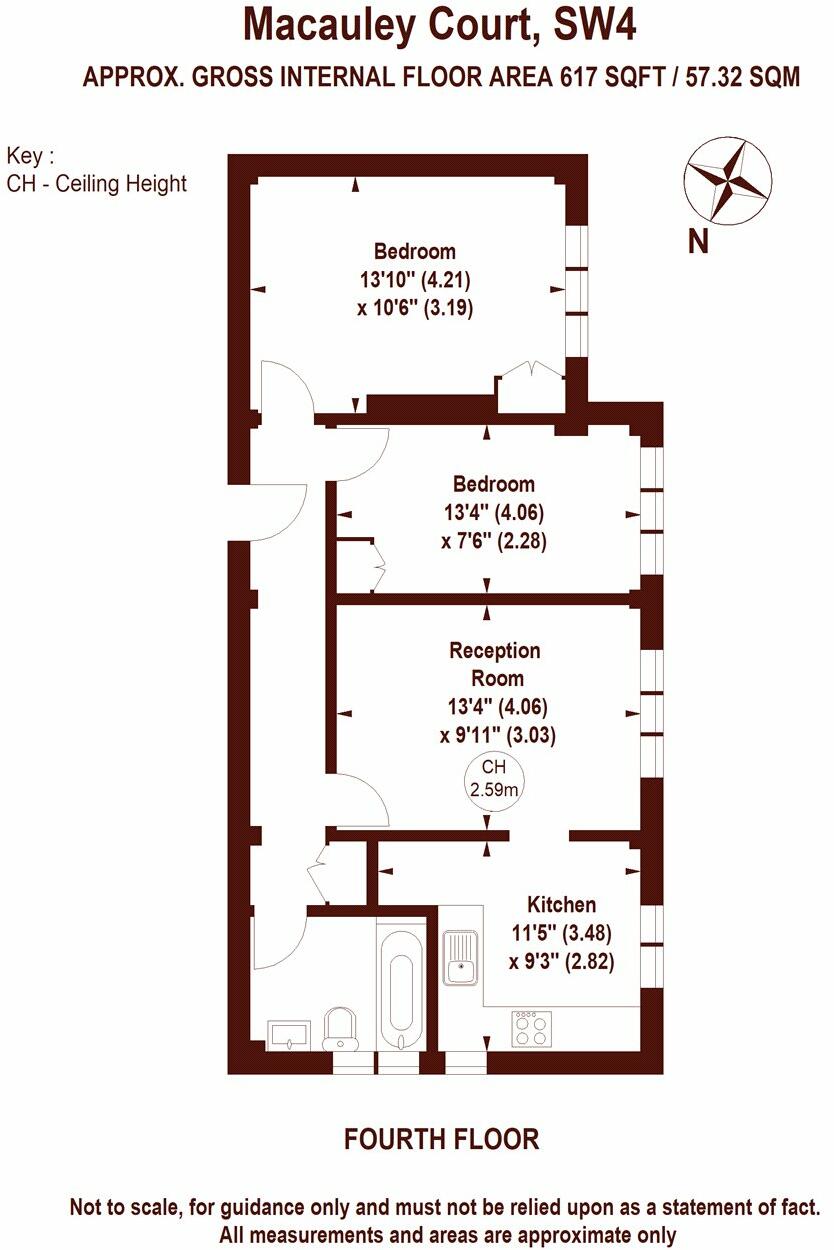 Macauley Court, SW4
APPROX. GROSS INTERNAL FLOOR AREA 617 SQFT / 57.32 SQM
Key :
CH - Ceiling Height
N
Bedroom
13'10" (4.21)
x 10'6" (3.19)
Bedroom
13'4" (4.06)
x 7'6" (2.28)
Reception
Room
13'4" (4.06)
x 9'11" (3.03)
CH
2.59m
Kitchen
11'5" (3.48)
x 9'3" (2.82)
FOURTH FLOOR
Not to scale, for guidance only and must not be relied upon as a statement of fact.
All measurements and areas are approximate only